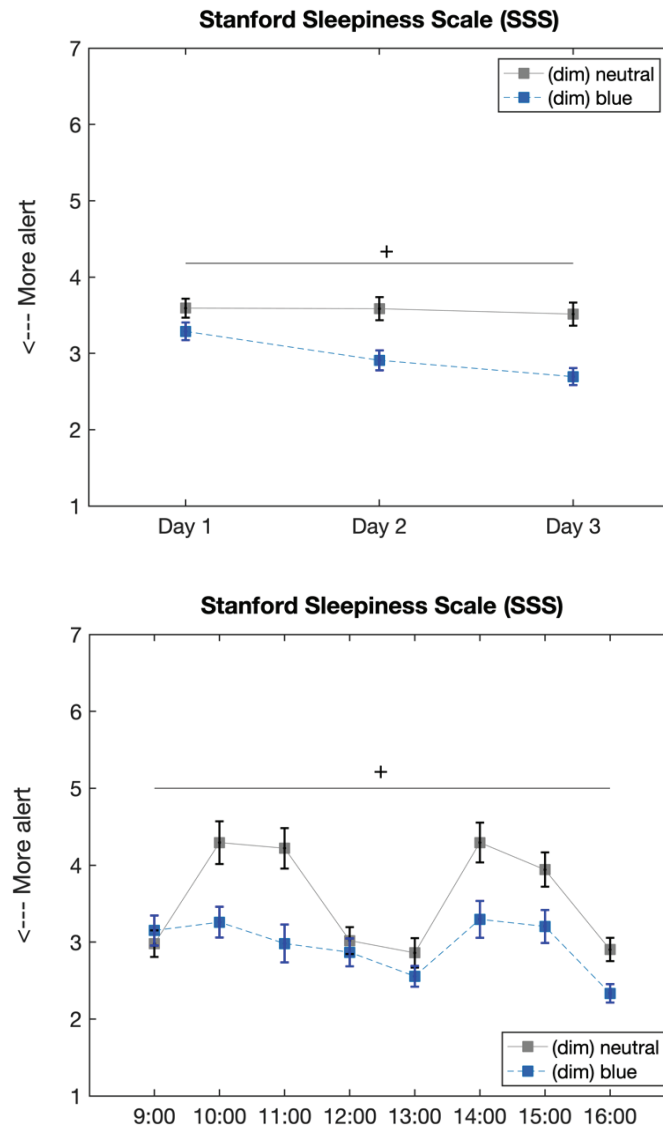 Stanford Sleepiness Scale (SSS)
7
(dim) neutral
(dim) blue
6
5
<--- More alert
+
4
3
2
1
Day 1 Day 2 Day 3
Stanford Sleepiness Scale (SSS)
7
6
+
5
<--- More alert
4
3
2
(dim) neutral
(dim) blue
1
9:00 10:00 11:00 12:00 13:00 14:00 15:00 16:00